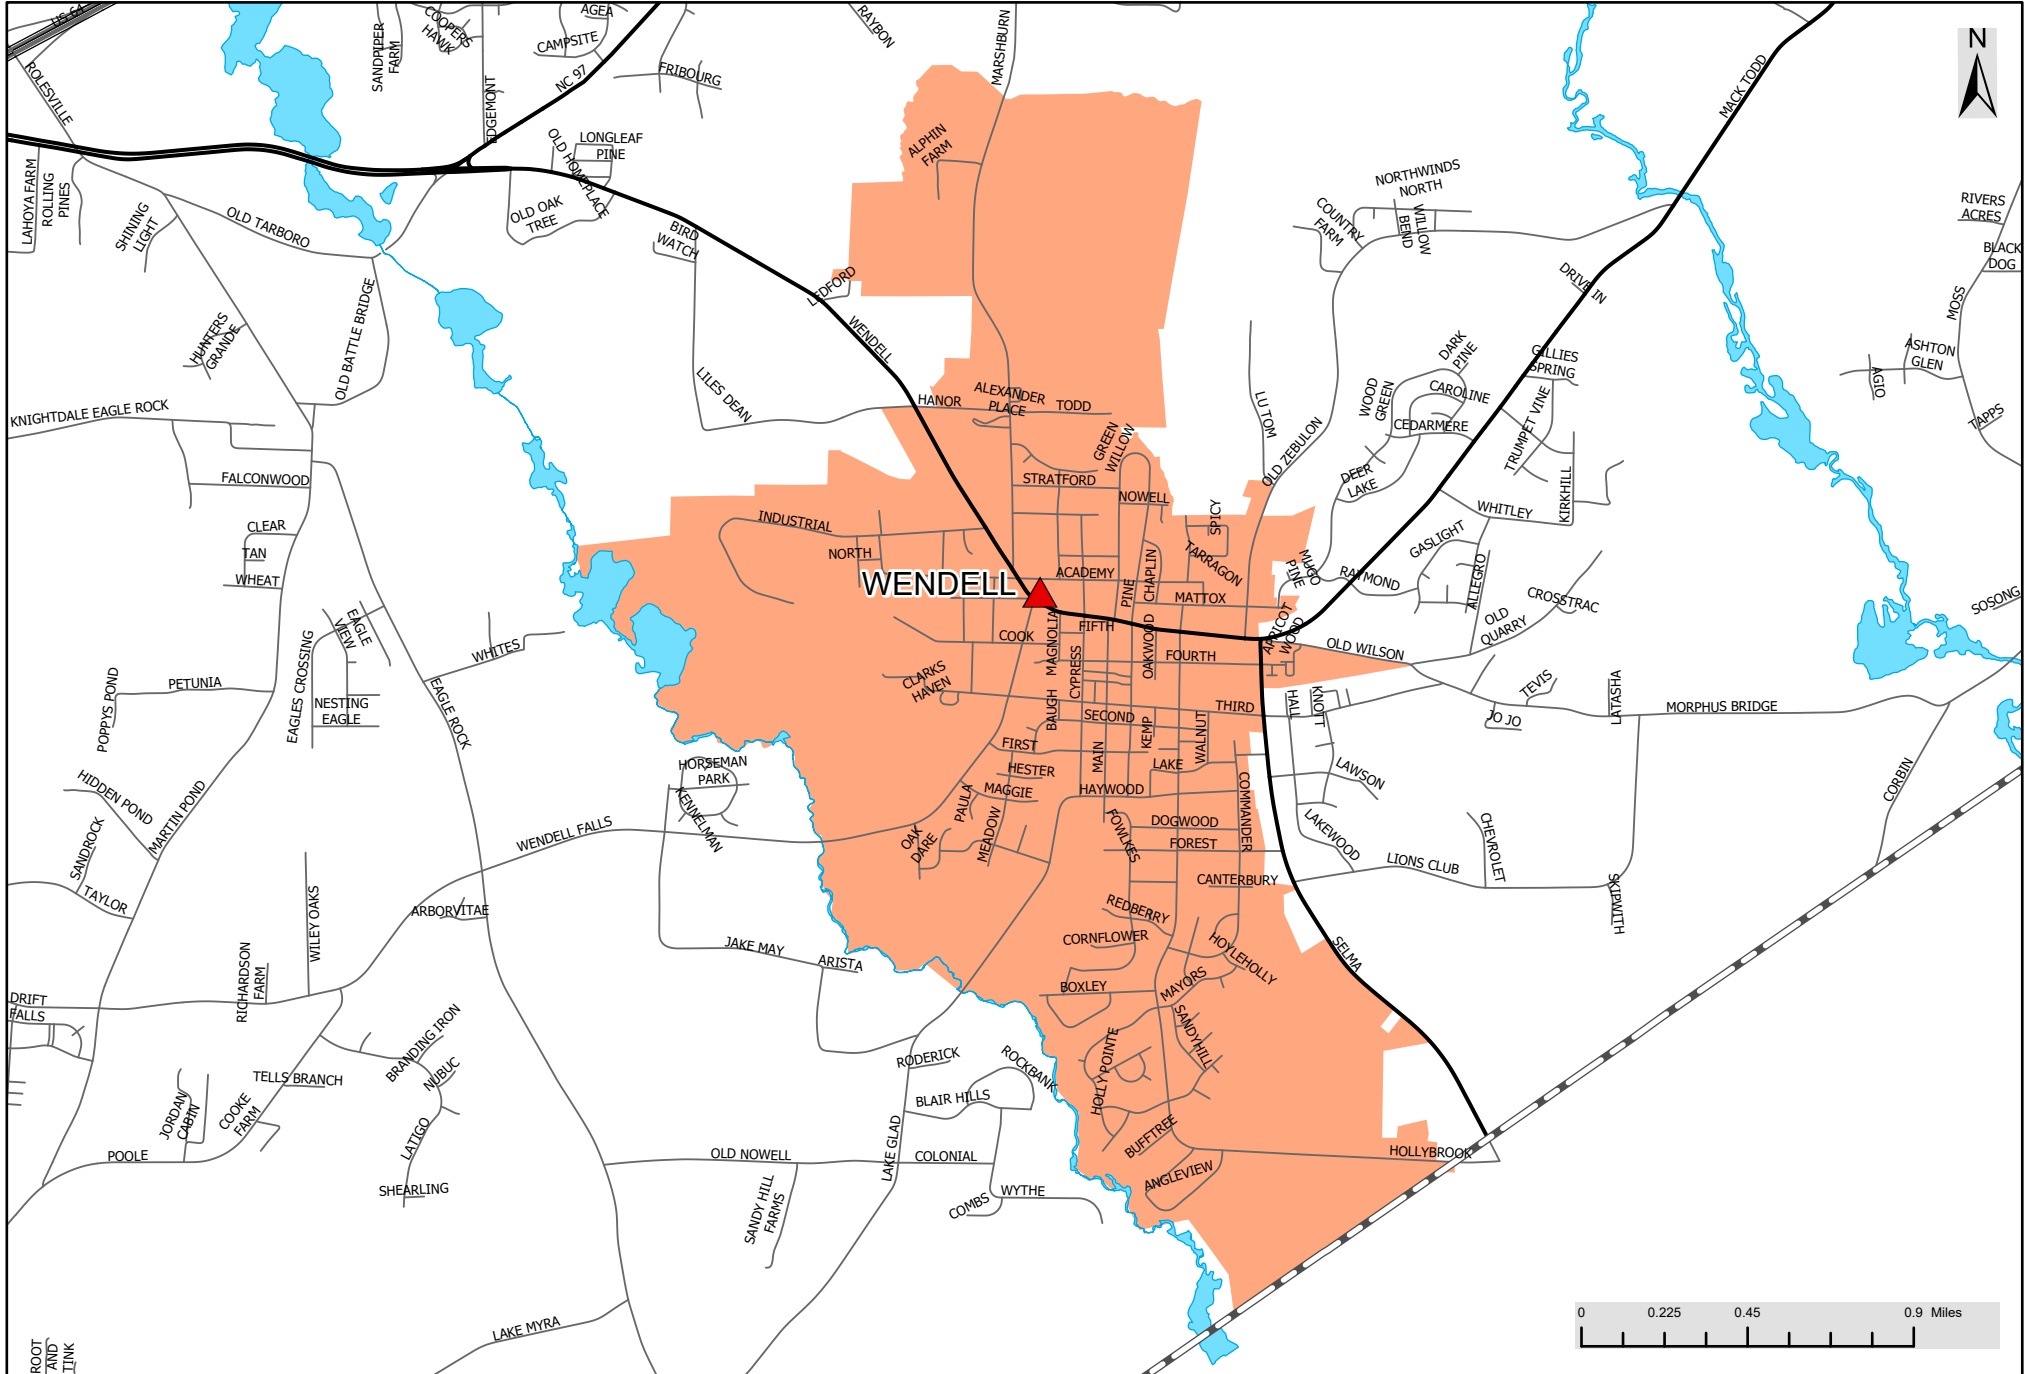 US 64
ROLESVILLE
SANDPIPER
FARM
COOPERS
HAWK
AGEA
CAMPSITE
NC 97
FRIBOURG
RAYBON
MARSHBURN
MACK TODD
N
EDGEMONT
LONGLEAF
PINE
OLD HOMEPLACE
OLD OAK
TREE
LAHOYA FARM
ROLLING
PINES
SHINING
LIGHT
OLD TARBORO
BIRD
WATCH
ALPHIN
FARM
NORTHWINDS
NORTH
COUNTRY
FARM
WILLOW
BEND
RIVERS
ACRES
BLACK
DOG
MOSS
DRIVE IN
LEDFORD
WENDELL
HUNTERS
GRANDE
OLD BATTLE BRIDGE
LILES DEAN
KNIGHTDALE EAGLE ROCK
HANOR
ALEXANDER
PLACE
TODD
GREEN
WILLOW
LU TOM
OLD ZEBULON
WOOD
GREEN
DARK
PINE
CAROLINE
CEDARMERE
GILLIES
SPRING
TRUMPET VINE
ASHTON
GLEN
AGIO
TAPPS
FALCONWOOD
STRATFORD
NOWELL
DEER
LAKE
KIRKHILL
WHITLEY
CLEAR
TAN
WHEAT
INDUSTRIAL
NORTH
SPICY
TARRAGON
CHAPLIN
PINE
ACADEMY
MATTOX
MUGO
PINE
RAYMOND
GASLIGHT
ALLEGRO
CROSSTRAC
OLD
QUARRY
SOSONG
WENDELL
EAGLE
VIEW
EAGLES CROSSING
WHITES
COOK
MAGNOLIA
FIFTH
OAKWOOD
FOURTH
APRICOT
WOOD
OLD WILSON
PETUNIA
POPPYS POND
NESTING
EAGLE
EAGLE ROCK
CLARKS
HAVEN
CYPRESS
BAUGH
SECOND
THIRD
HALL
KNOTT
TEVIS
JO JO
LATASHA
MORPHUS BRIDGE
CORBIN
FIRST
HESTER
MAGGIE
PAULA
MAIN
KEMP
WALNUT
LAKE
HAYWOOD
COMMANDER
LAWSON
HORSEMAN
PARK
KENNELMAN
HIDDEN POND
MARTIN POND
SANDROCK
TAYLOR
WENDELL FALLS
OAK
DARE
MEADOW
FOWLKES
DOGWOOD
FOREST
CANTERBURY
LAKEWOOD
LIONS CLUB
CHEVROLET
SKIPWITH
ARBORVITAE
WILEY OAKS
RICHARDSON
FARM
JAKE MAY
ARISTA
REDBERRY
CORNFLOWER
HOYLEHOLLY
MAYORS
BOXLEY
SELMA
DRIFT
FALLS
BRANDING IRON
NUBUC
TELLS BRANCH
JORDAN
CABIN
COOKE
FARM
LATIGO
SHEARLING
POOLE
RODERICK
ROCKBANK
BLAIR HILLS
SANDYHILL
HOLLY POINTE
BUFFTREE
ANGLEVIEW
HOLLYBROOK
OLD NOWELL
LAKE GLAD
COLONIAL
COMBS
WYTHE
SANDY HILL
FARMS
LAKE MYRA
ROOT
AND
TINK
0 0.225 0.45 0.9 Miles